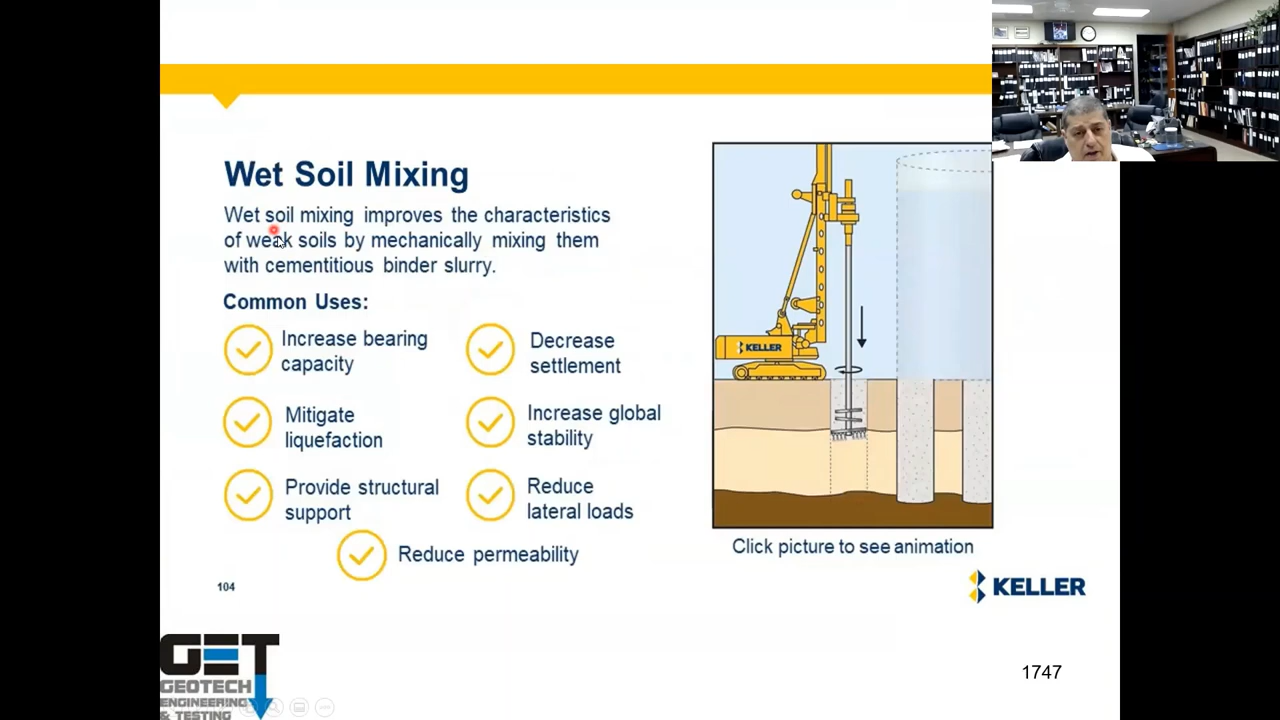 Wet Soil Mixing
Wet soil mixing improves the characteristics
of weak soils by mechanically mixing them
with cementitious binder slurry.
Common Uses:
Increase bearing
capacity
Decrease
settlement
Mitigate
liquefaction
Increase global
stability
Provide structural
support
Reduce
lateral loads
Reduce permeability
KELLER
Click picture to see animation
104
KELLER
GET
GEOTECH
ENGINEERING
& TESTING
1747